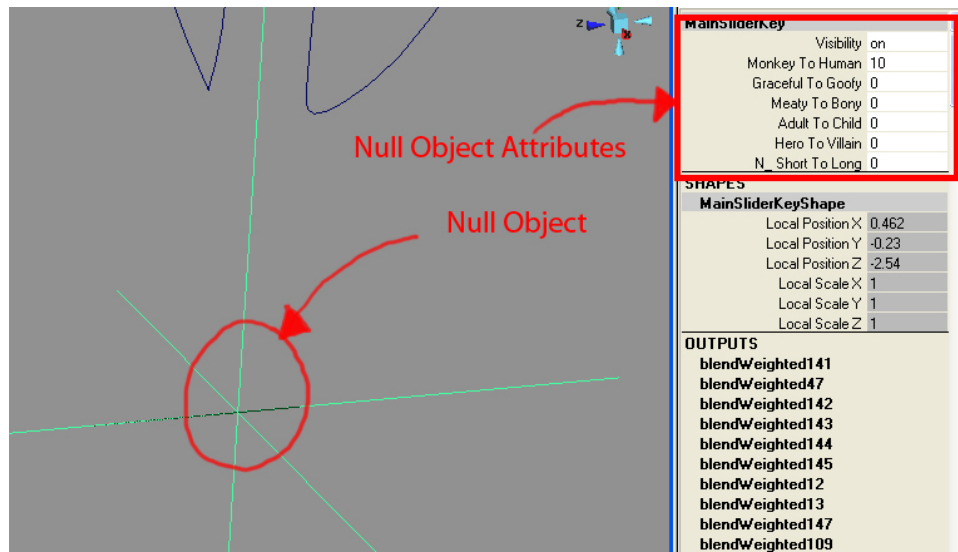 z
x
Null Object Attributes
Null Object
MainSliderKey
Visibility on
Monkey To Human 10
Graceful To Goofy 0
Meaty To Bony 0
Adult To Child 0
Hero To Villain 0
N_ Short To Long 0
SHAPES
MainSliderKeyShape
Local Position X 0.462
Local Position Y -0.23
Local Position Z -2.54
Local Scale X 1
Local Scale Y 1
Local Scale Z 1
OUTPUTS
blendWeighted141
blendWeighted47
blendWeighted142
blendWeighted143
blendWeighted144
blendWeighted145
blendWeighted12
blendWeighted13
blendWeighted147
blendWeighted109